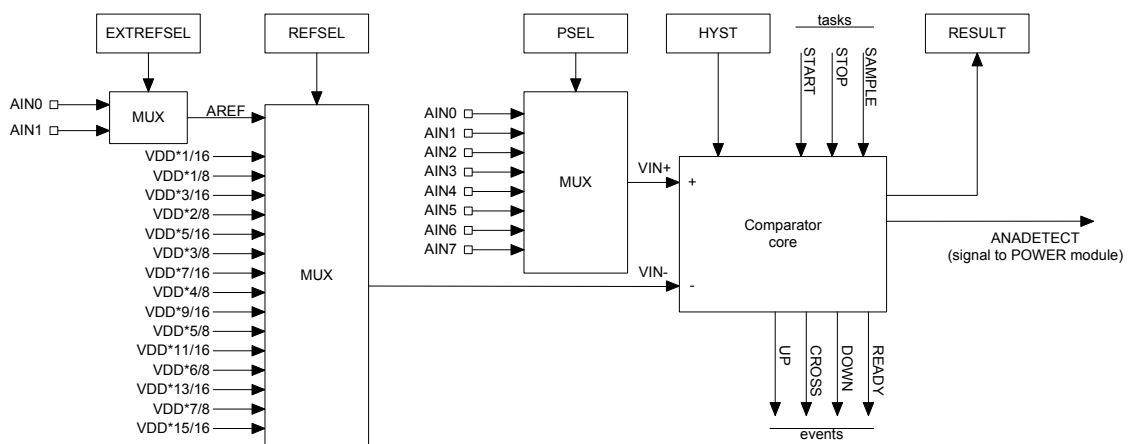 tasks
EXTREFSEL
REFSEL
PSEL
HYST
RESULT
START
STOP
SAMPLE
AIN0
AIN1
MUX
AREF
VDD*1/16
VDD*1/8
VDD*3/16
VDD*2/8
VDD*5/16
VDD*3/8
VDD*7/16
VDD*4/8
VDD*9/16
VDD*5/8
VDD*11/16
VDD*6/8
VDD*13/16
VDD*7/8
VDD*15/16
MUX
AIN0
AIN1
AIN2
AIN3
AIN4
AIN5
AIN6
AIN7
MUX
VIN+
VIN-
+
-
Comparator
core
ANADETECT
(signal to POWER module)
UP
CROSS
DOWN
READY
events